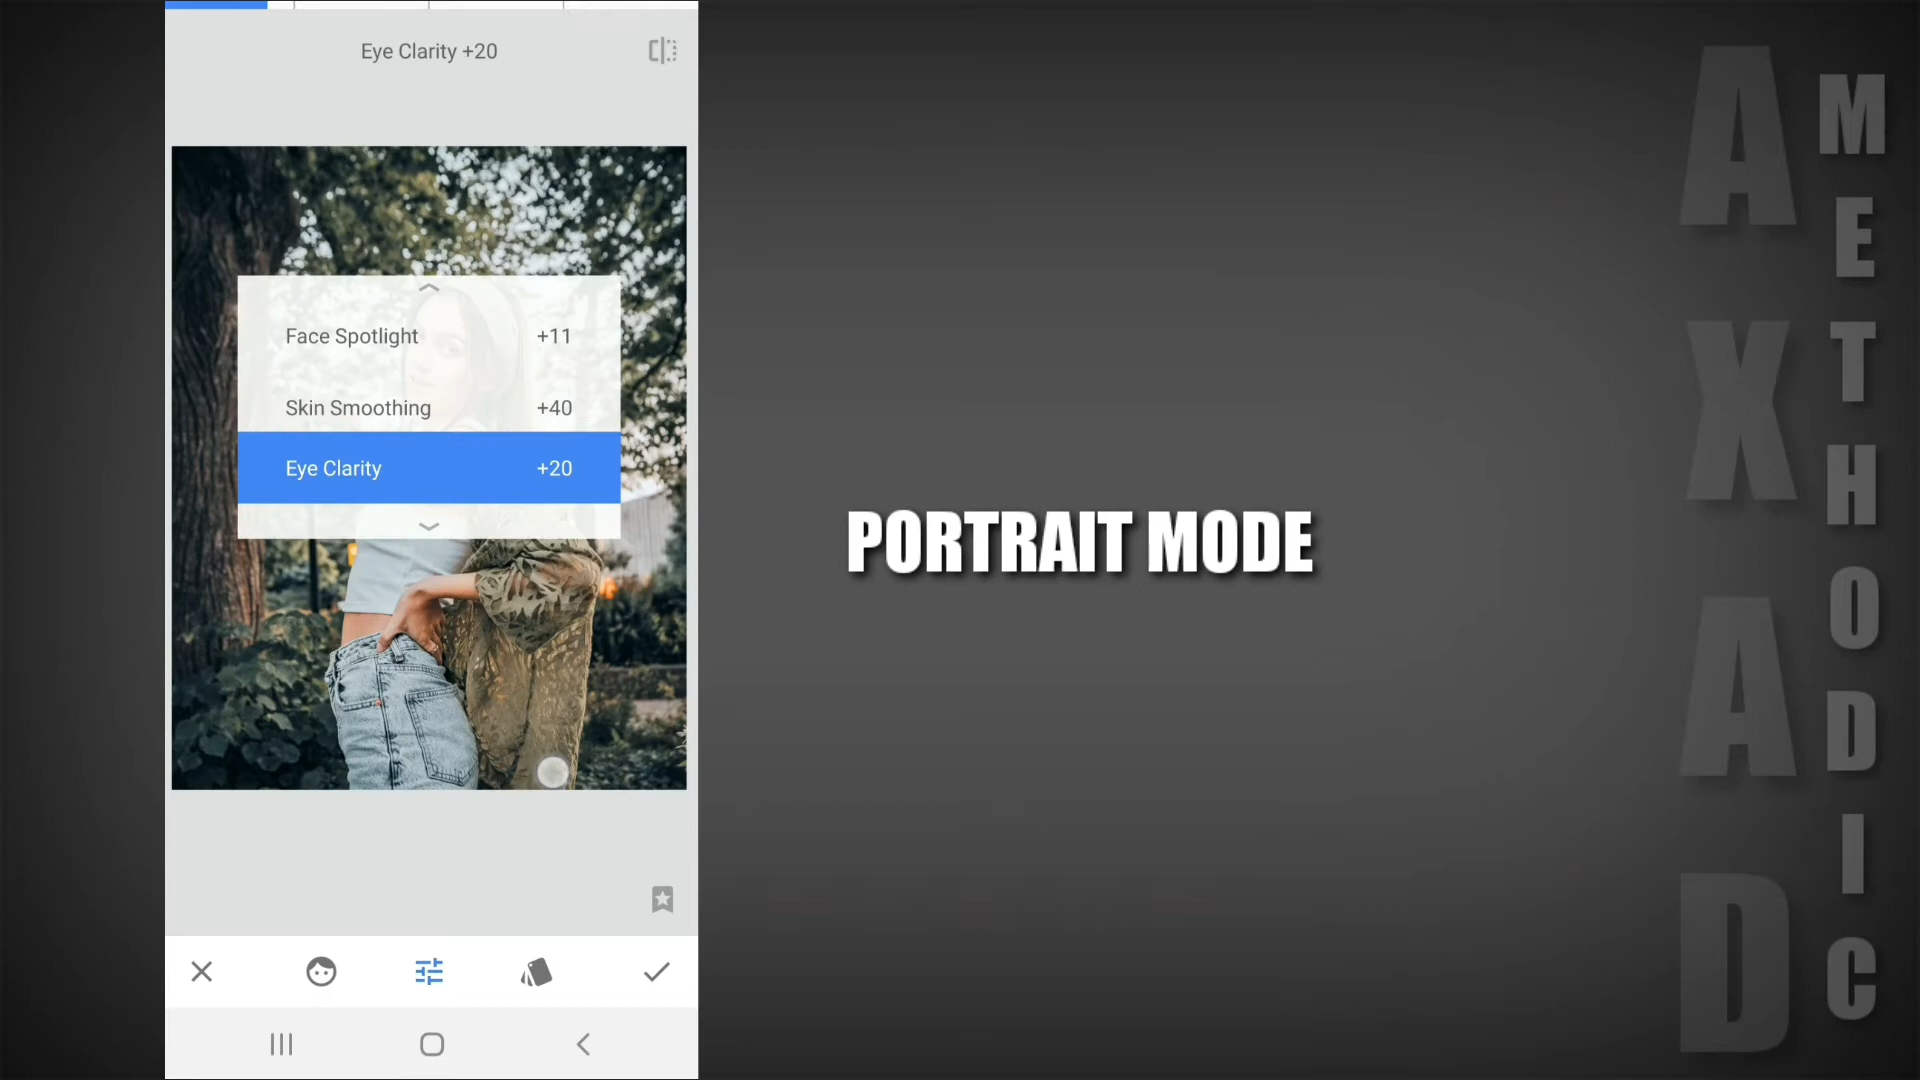 Eye Clarity +20
Face Spotlight +11
Skin Smoothing +40
Eye Clarity +20
PORTRAIT MODE
AXAD
METHODIC